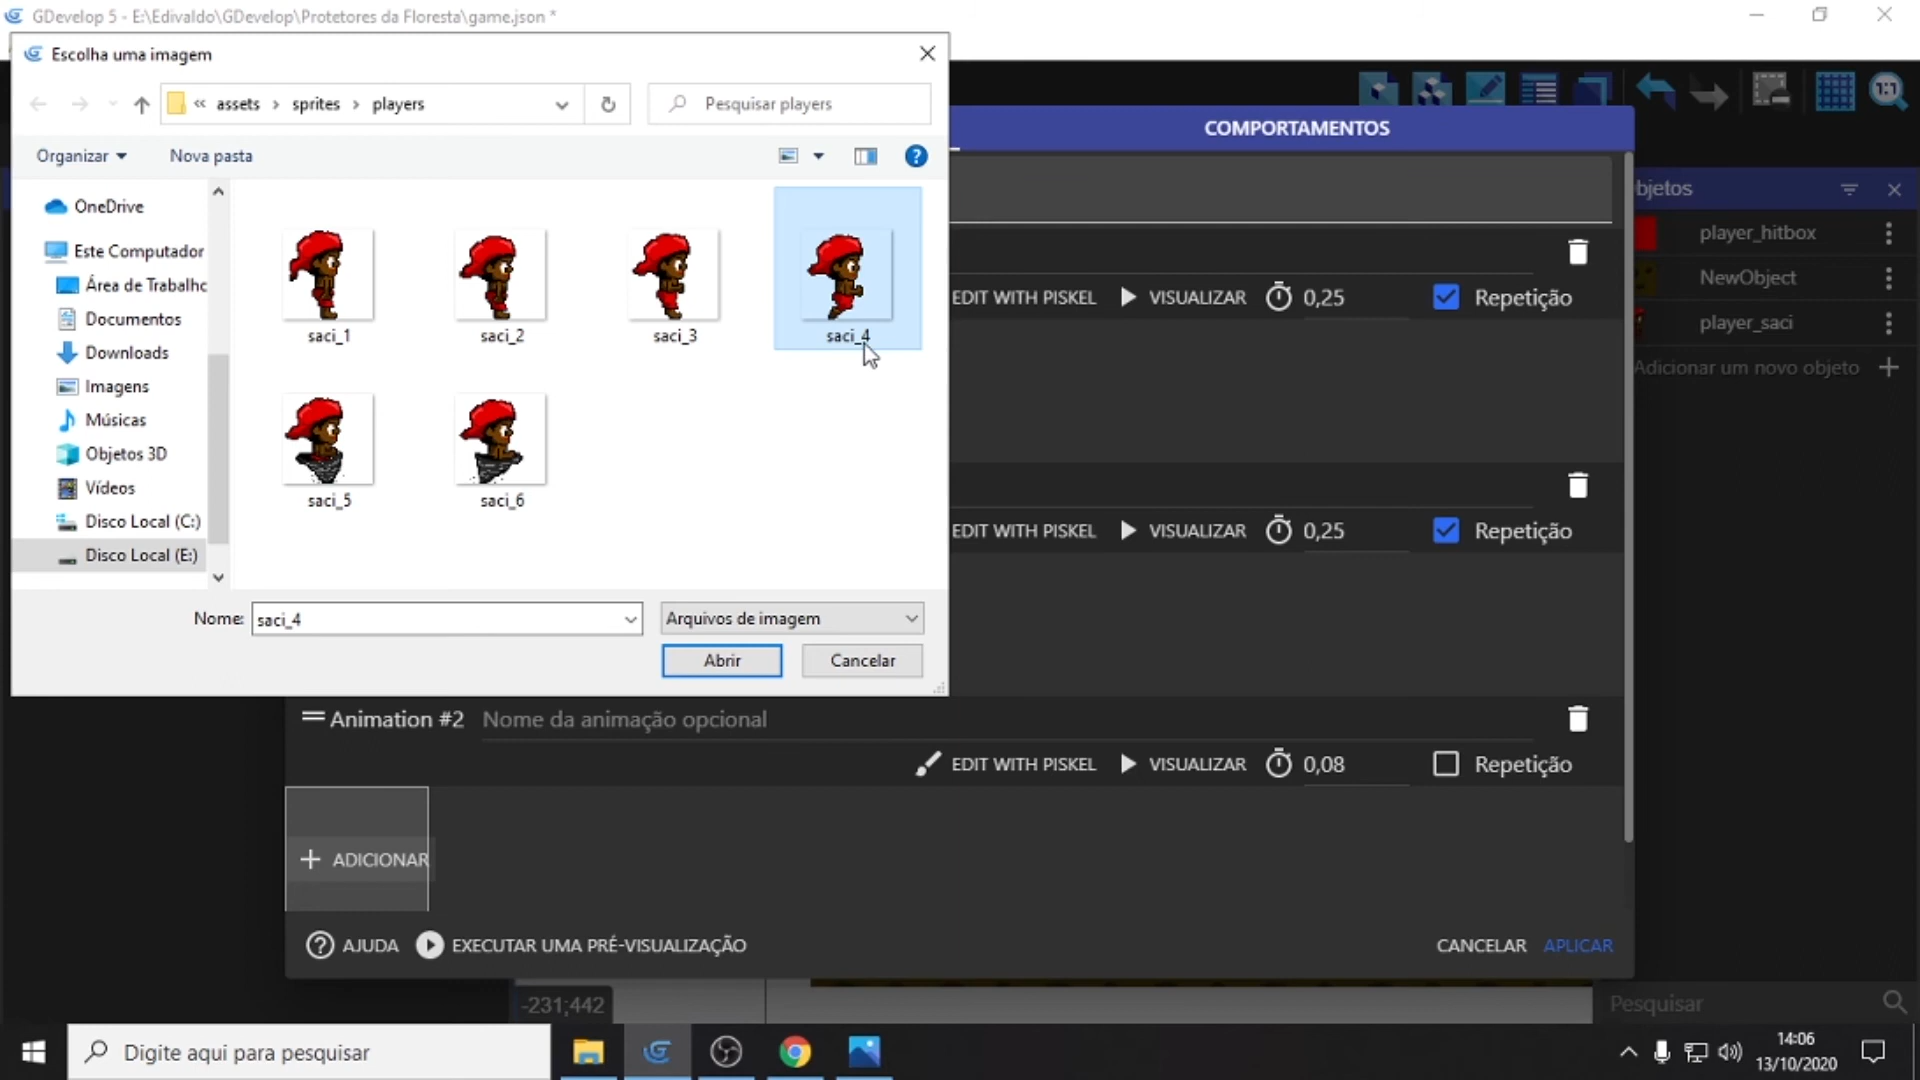 GDevelop 5 - E:\Edivaldo\GDevelop\Protetores da Floresta\game.json *
Escolha uma imagem
« assets › sprites › players
Pesquisar players
Organizar
Nova pasta
OneDrive
Este Computador
Área de Trabalho
Documentos
Downloads
Imagens
Músicas
Objetos 3D
Vídeos
Disco Local (C:)
Disco Local (E:)
saci_1
saci_2
saci_3
saci_4
saci_5
saci_6
Nome:
saci_4
Arquivos de imagem
Abrir
Cancelar
1:1
COMPORTAMENTOS
EDIT WITH PISKEL
VISUALIZAR
0,25
Repetição
EDIT WITH PISKEL
VISUALIZAR
0,25
Repetição
Animation #2
Nome da animação opcional
EDIT WITH PISKEL
VISUALIZAR
0,08
Repetição
ADICIONAR
AJUDA
EXECUTAR UMA PRÉ-VISUALIZAÇÃO
CANCELAR
APLICAR
bjetos
player_hitbox
NewObject
player_saci
Adicionar um novo objeto
-231;442
Pesquisar
Digite aqui para pesquisar
14:06
13/10/2020